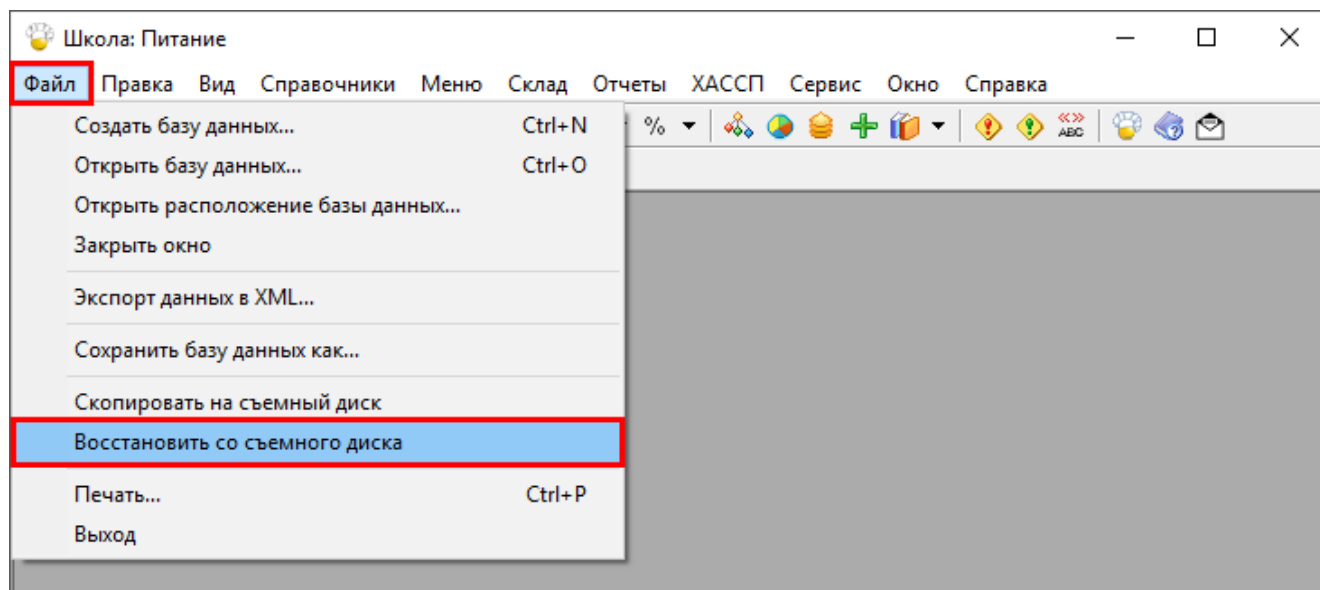 Школа: Питание
Файл Правка Вид Справочники Меню Склад Отчеты ХАССП Сервис Окно Справка
Создать базу данных... Ctrl+N % «» ABC
Открыть базу данных... Ctrl+O
Открыть расположение базы данных...
Закрыть окно
Экспорт данных в XML...
Сохранить базу данных как...
Скопировать на съемный диск
Восстановить со съемного диска
Печать... Ctrl+P
Выход